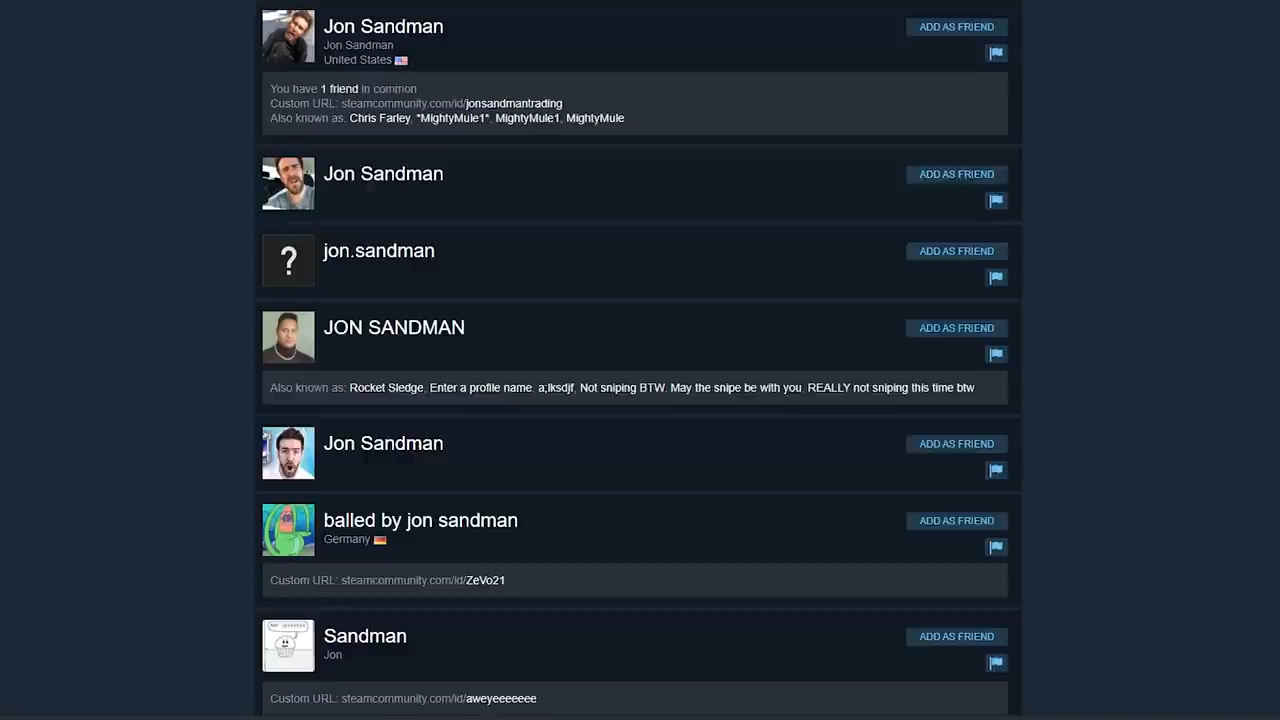 Jon Sandman
ADD AS FRIEND
Jon Sandman
United States
You have 1 friend in common
Custom URL: steamcommunity.com/id/jonsandmantrading
Also known as: Chris Farley, *MightyMule1*, MightyMule1, MightyMule
Jon Sandman
ADD AS FRIEND
?
jon.sandman
ADD AS FRIEND
JON SANDMAN
ADD AS FRIEND
Also known as: Rocket Sledge, Enter a profile name, a;lksdjf, Not sniping BTW, May the snipe be with you, REALLY not sniping this time btw
Jon Sandman
ADD AS FRIEND
balled by jon sandman
ADD AS FRIEND
Germany
Custom URL: steamcommunity.com/id/ZeVo21
Sandman
ADD AS FRIEND
Jon
Custom URL: steamcommunity.com/id/aweyeeeeeee